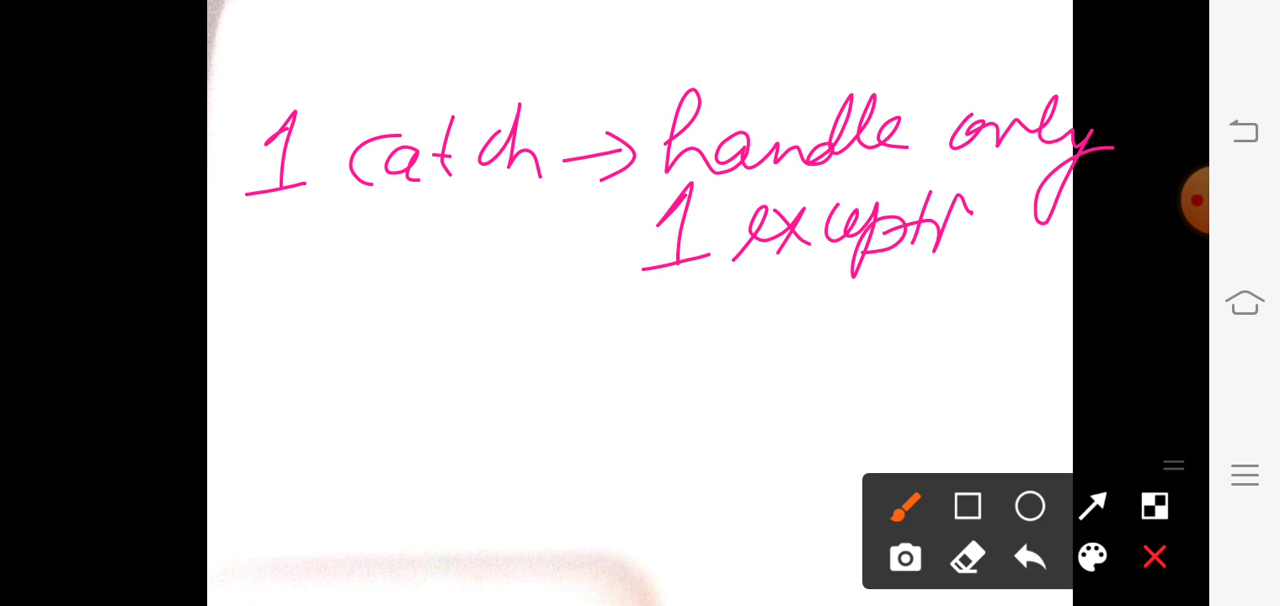 1 catch → handle only
1 exceptn